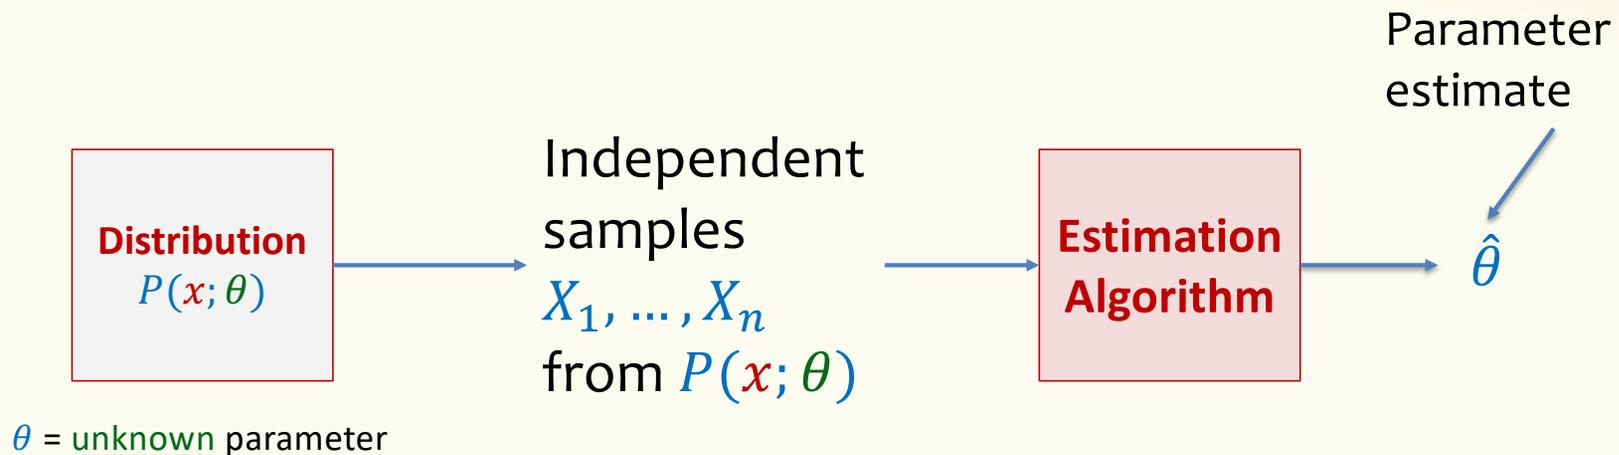 Parameter
estimate
Distribution
P(x; θ)
Independent
samples
X₁, … , Xₙ
from P(x; θ)
Estimation
Algorithm
θ̂
θ = unknown parameter